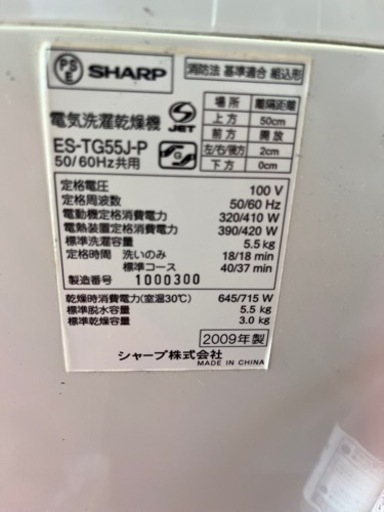 PS
E
SHARP
消防法 基準適合 組込形
電気洗濯乾燥機
S-JET
ES-TG55J-P
50/60Hz共用
場所 離隔距離
上方 50cm
前方 開放
左/右/後方 2cm
下方 0cm
定格電圧 100 V
定格周波数 50/60 Hz
電動機定格消費電力 320/410 W
電熱装置定格消費電力 390/420 W
標準洗濯容量 5.5 kg
定格時間 洗いのみ 18/18 min
標準コース 40/37 min
製造番号 1000300
乾燥時消費電力(室温30℃) 645/715 W
標準脱水容量 5.5 kg
標準乾燥容量 3.0 kg
2009年製
シャープ株式会社
MADE IN CHINA